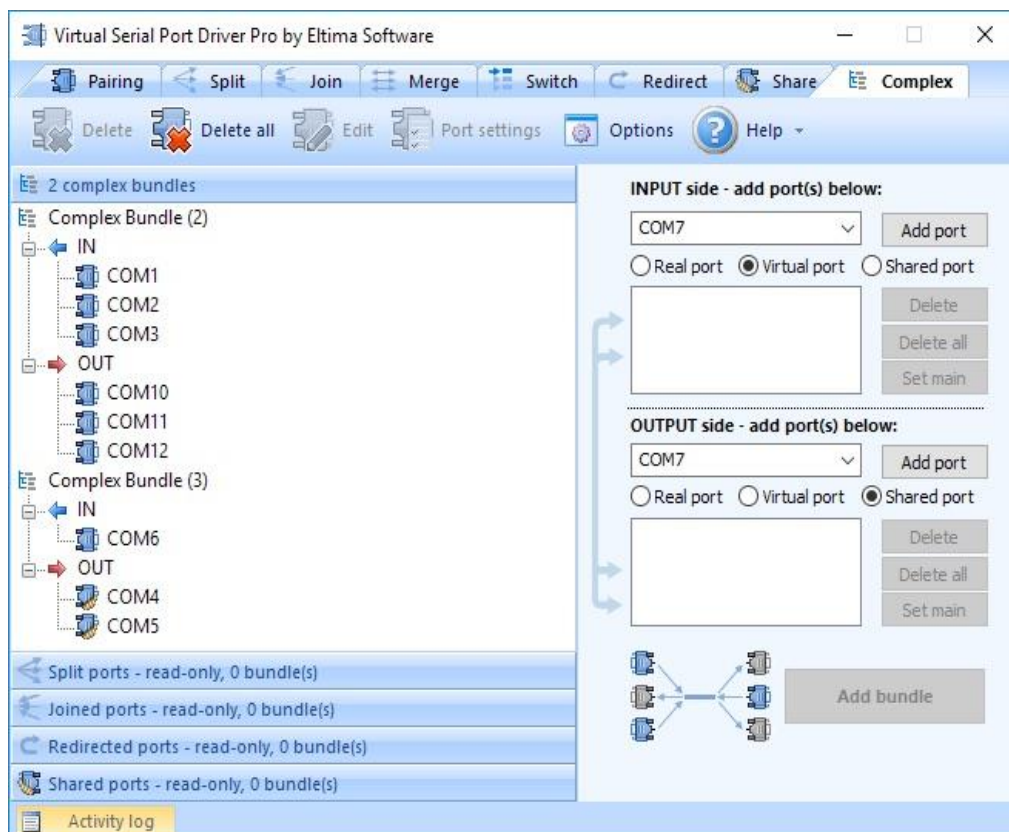 Virtual Serial Port Driver Pro by Eltima Software
Pairing Split Join Merge Switch Redirect Share Complex
Delete Delete all Edit Port settings Options Help
2 complex bundles
Complex Bundle (2)
IN
COM1
COM2
COM3
OUT
COM10
COM11
COM12
Complex Bundle (3)
IN
COM6
OUT
COM4
COM5
Split ports - read-only, 0 bundle(s)
Joined ports - read-only, 0 bundle(s)
Redirected ports - read-only, 0 bundle(s)
Shared ports - read-only, 0 bundle(s)
Activity log
INPUT side - add port(s) below:
COM7 Add port
Real port Virtual port Shared port
Delete
Delete all
Set main
OUTPUT side - add port(s) below:
COM7 Add port
Real port Virtual port Shared port
Delete
Delete all
Set main
Add bundle